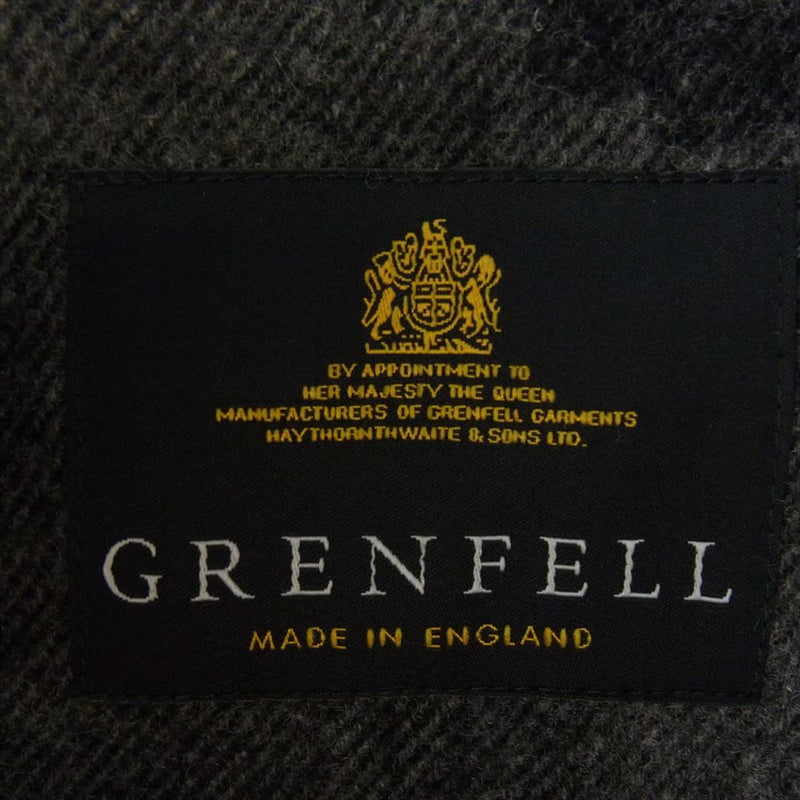 BY APPOINTMENT TO
HER MAJESTY THE QUEEN
MANUFACTURERS OF GRENFELL GARMENTS
HAYTHORNTHWAITE & SONS LTD.
GRENFELL
MADE IN ENGLAND